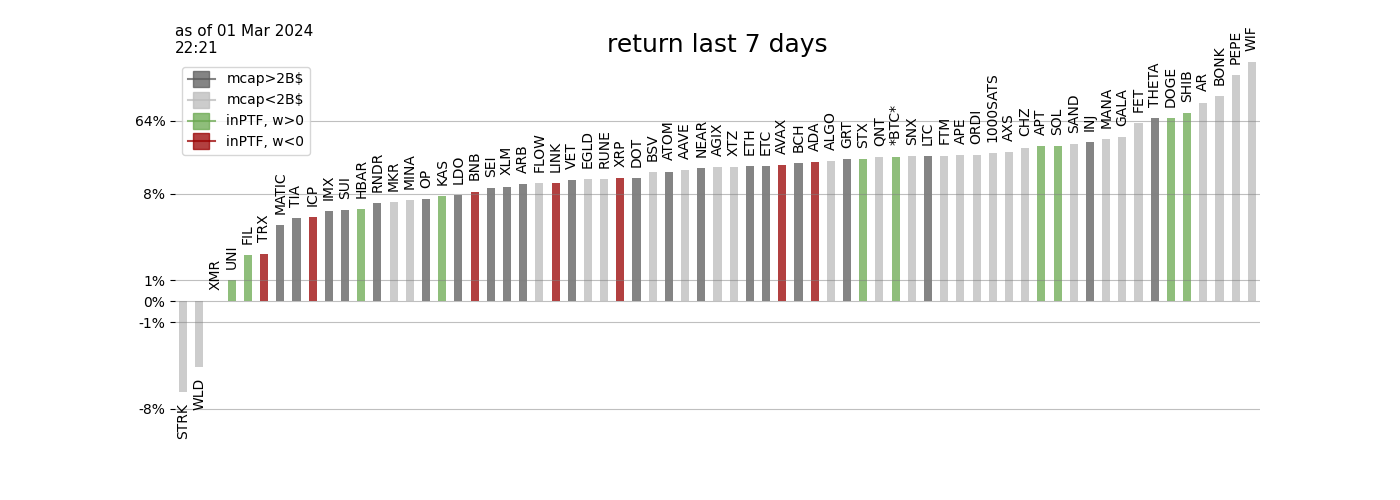 as of 01 Mar 2024
22:21
return last 7 days
mcap>2B$
mcap<2B$
inPTF, w>0
inPTF, w<0
64%
8%
1%
0%
-1%
-8%
STRK
WLD
XMR
UNI
FIL
TRX
MATIC
TIA
ICP
IMX
SUI
HBAR
RNDR
MKR
MINA
OP
KAS
LDO
BNB
SEI
XLM
ARB
FLOW
LINK
VET
EGLD
RUNE
XRP
DOT
BSV
ATOM
AAVE
NEAR
AGIX
XTZ
ETH
ETC
AVAX
BCH
ADA
ALGO
GRT
STX
QNT
*BTC*
SNX
LTC
FTM
APE
ORDI
1000SATS
AXS
CHZ
APT
SOL
SAND
INJ
MANA
GALA
FET
THETA
DOGE
SHIB
AR
BONK
PEPE
WIF